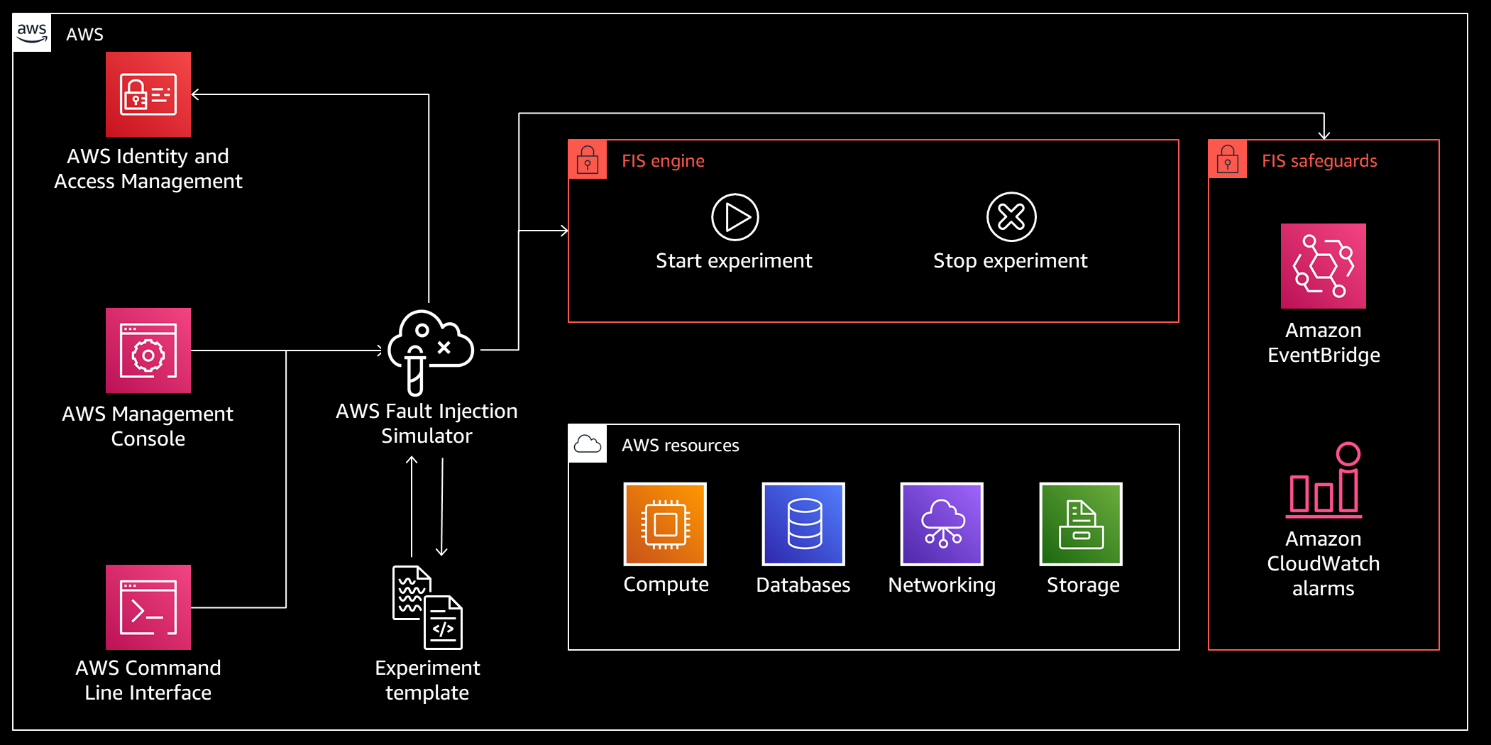 aws
AWS
AWS Identity and
Access Management
AWS Management
Console
AWS Command
Line Interface
AWS Fault Injection
Simulator
Experiment
template
FIS engine
Start experiment
Stop experiment
AWS resources
Compute
Databases
Networking
Storage
FIS safeguards
Amazon
EventBridge
Amazon
CloudWatch
alarms